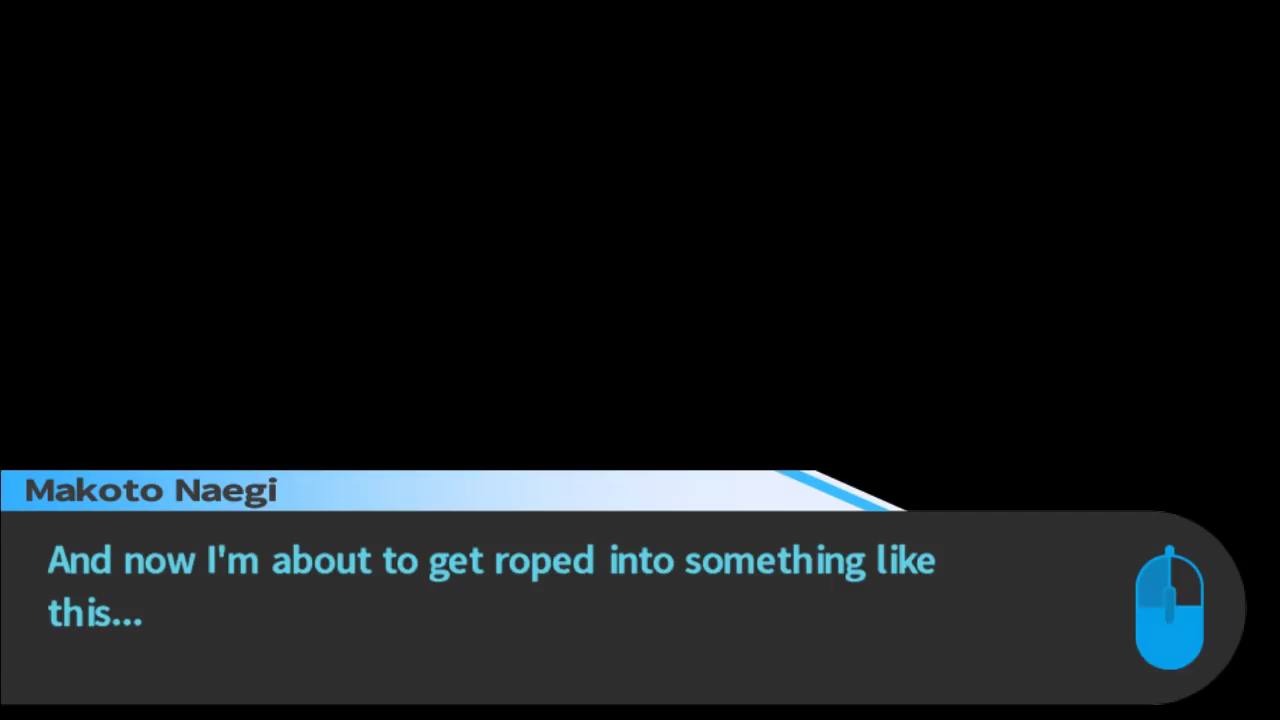 Makoto Naegi
And now I'm about to get roped into something like
this...